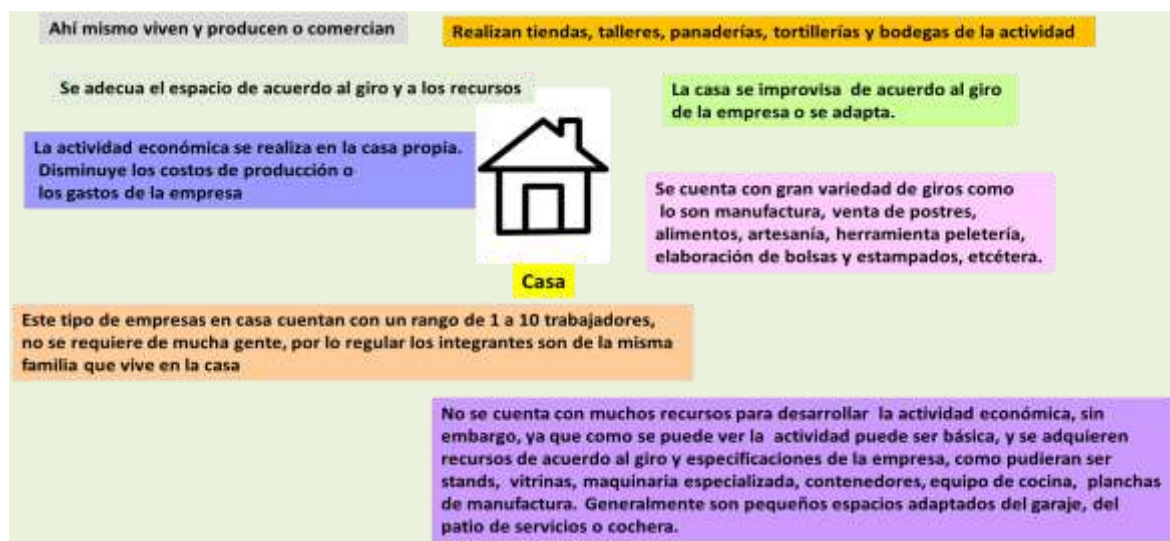 Ahí mismo viven y producen o comercian
Realizan tiendas, talleres, panaderías, tortillerías y bodegas de la actividad
Se adecua el espacio de acuerdo al giro y a los recursos
La casa se improvisa de acuerdo al giro
de la empresa o se adapta.
La actividad económica se realiza en la casa propia.
Disminuye los costos de producción o
los gastos de la empresa
Se cuenta con gran variedad de giros como
lo son manufactura, venta de postres,
alimentos, artesanía, herramienta peletería,
elaboración de bolsas y estampados, etcétera.
Casa
Este tipo de empresas en casa cuentan con un rango de 1 a 10 trabajadores,
no se requiere de mucha gente, por lo regular los integrantes son de la misma
familia que vive en la casa
No se cuenta con muchos recursos para desarrollar la actividad económica, sin
embargo, ya que como se puede ver la actividad puede ser básica, y se adquieren
recursos de acuerdo al giro y especificaciones de la empresa, como pudieran ser
stands, vitrinas, maquinaria especializada, contenedores, equipo de cocina, planchas
de manufactura. Generalmente son pequeños espacios adaptados del garaje, del
patio de servicios o cochera.